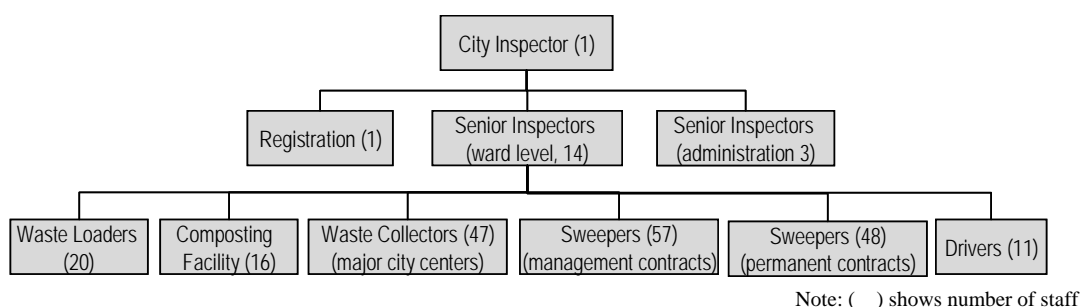 City Inspector (1)
Registration (1)
Senior Inspectors
(ward level, 14)
Senior Inspectors
(administration 3)
Waste Loaders
(20)
Composting
Facility (16)
Waste Collectors (47)
(major city centers)
Sweepers (57)
(management contracts)
Sweepers (48)
(permanent contracts)
Drivers (11)
Note: (   ) shows number of staff